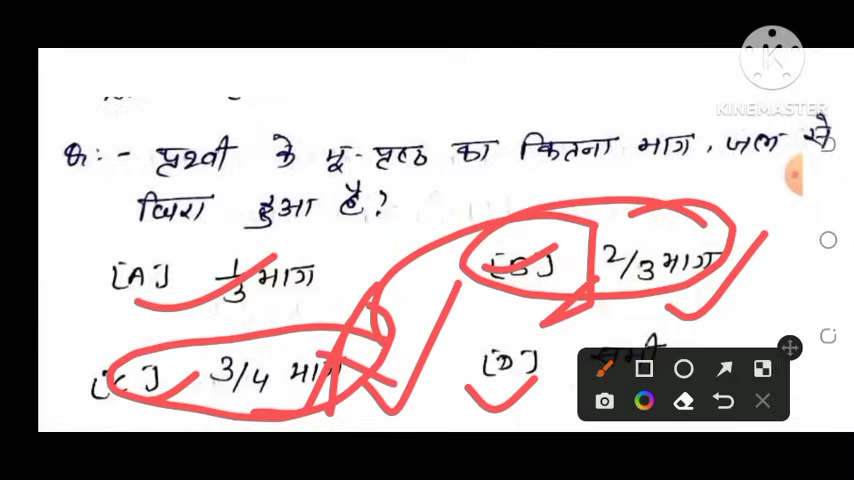 KINEMASTER
पृथ्वी के भू-पृष्ठ का कितना भाग, जल से
घिरा हुआ है?
[A] 1/3 भाग
[B] 2/3 भाग
[C] 3/4 भाग
[D]